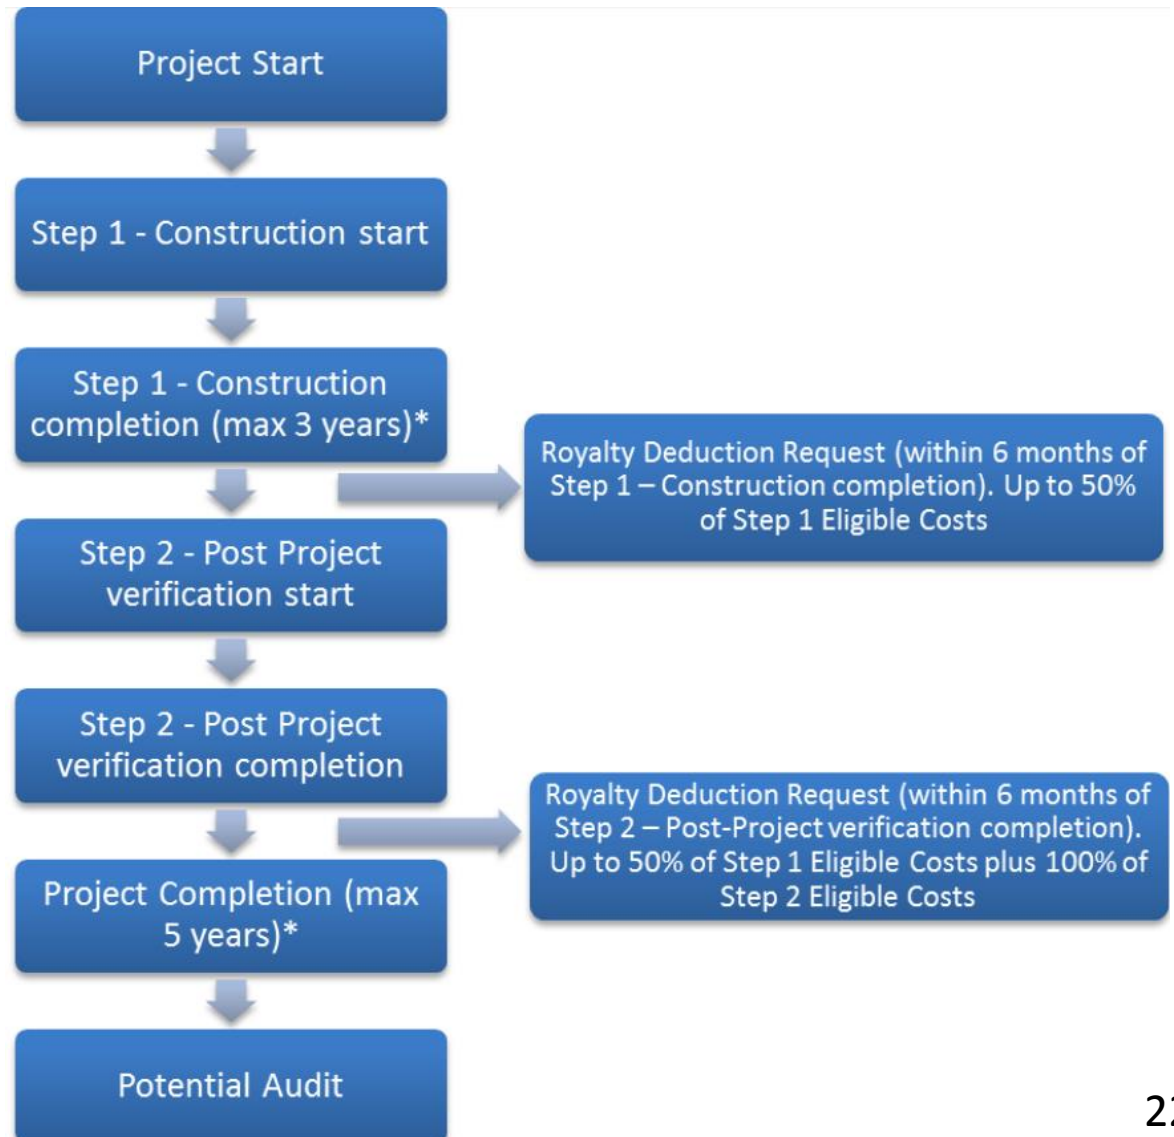 Project Start
Step 1 - Construction start
Step 1 - Construction
completion (max 3 years)*
Royalty Deduction Request (within 6 months of
Step 1 – Construction completion). Up to 50%
of Step 1 Eligible Costs
Step 2 - Post Project
verification start
Step 2 - Post Project
verification completion
Royalty Deduction Request (within 6 months of
Step 2 – Post-Project verification completion).
Up to 50% of Step 1 Eligible Costs plus 100% of
Step 2 Eligible Costs
Project Completion (max
5 years)*
Potential Audit